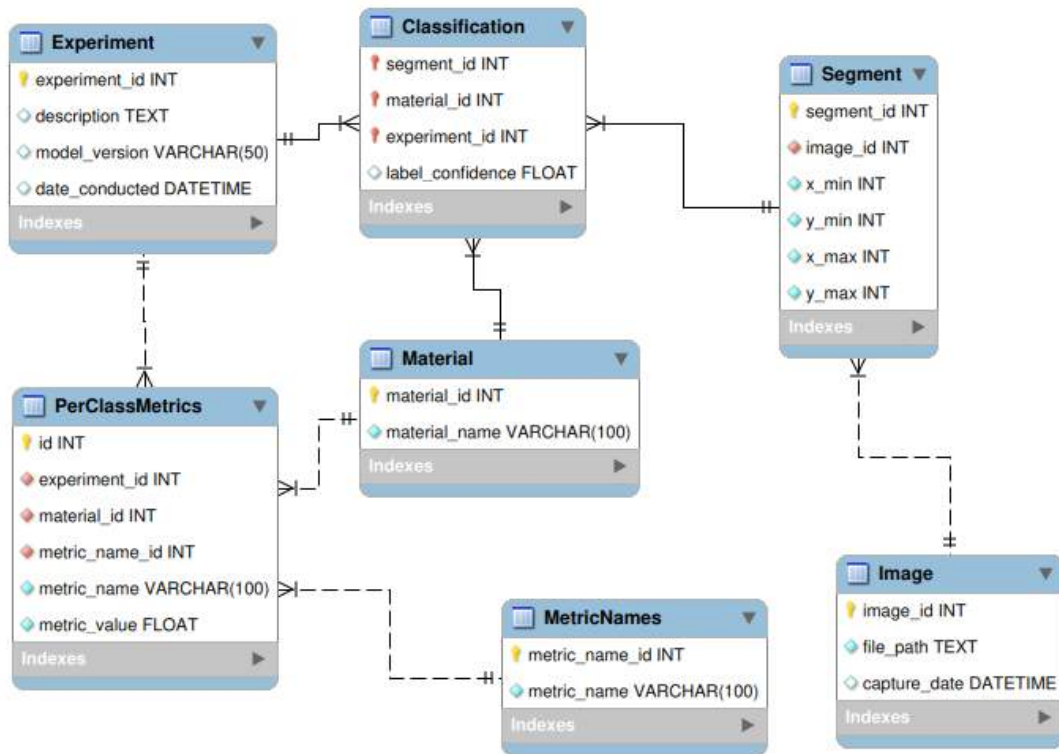 Experiment
experiment_id INT
description TEXT
model_version VARCHAR(50)
date_conducted DATETIME
Indexes
Classification
segment_id INT
material_id INT
experiment_id INT
label_confidence FLOAT
Indexes
Segment
segment_id INT
image_id INT
x_min INT
y_min INT
x_max INT
y_max INT
Indexes
PerClassMetrics
id INT
experiment_id INT
material_id INT
metric_name_id INT
metric_name VARCHAR(100)
metric_value FLOAT
Indexes
Material
material_id INT
material_name VARCHAR(100)
Indexes
MetricNames
metric_name_id INT
metric_name VARCHAR(100)
Indexes
Image
image_id INT
file_path TEXT
capture_date DATETIME
Indexes